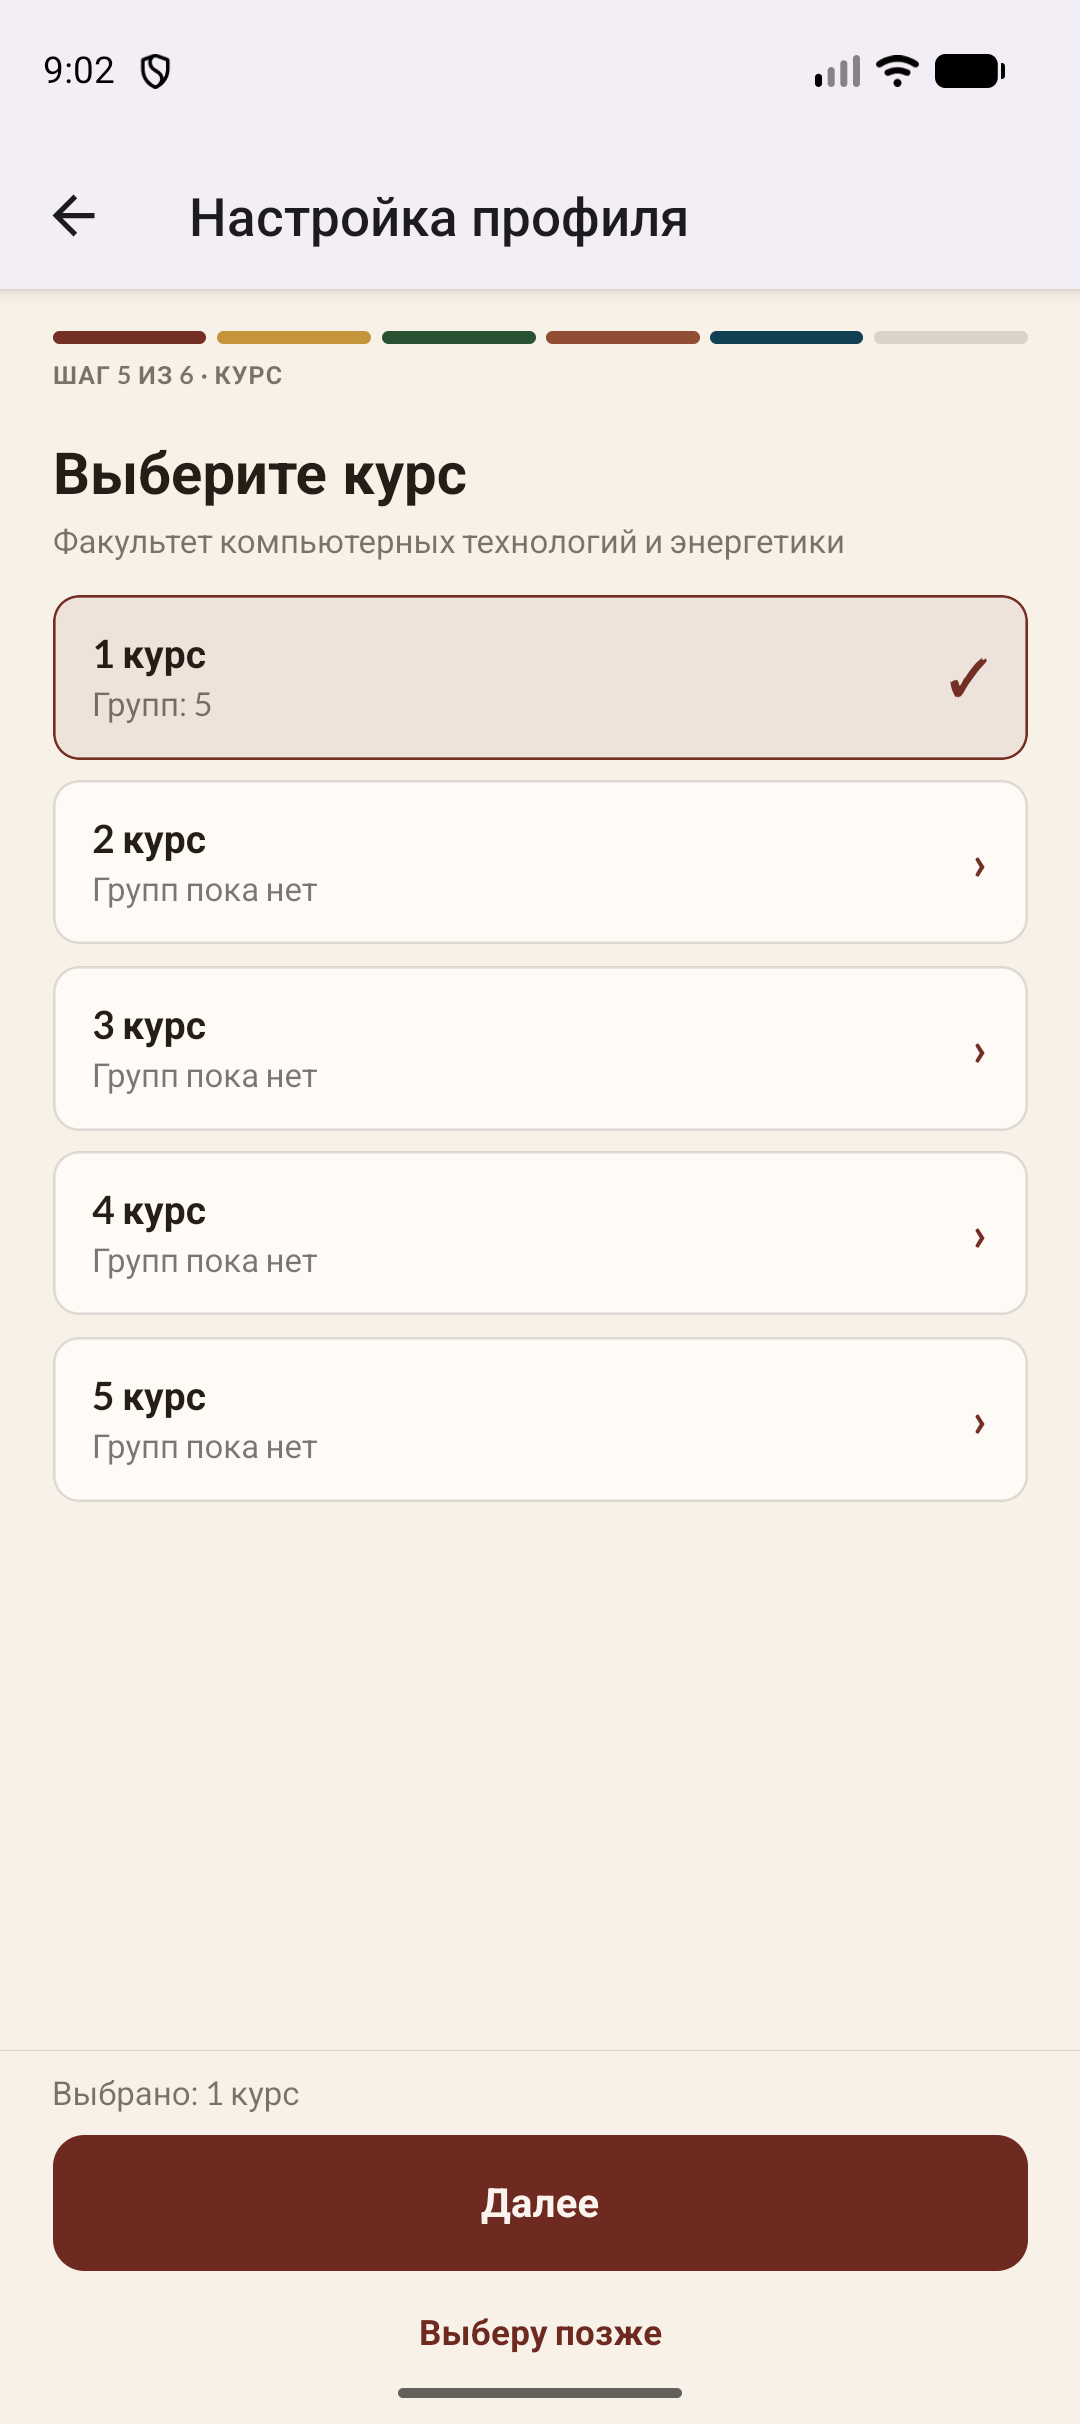 9:02
Настройка профиля
ШАГ 5 ИЗ 6 · КУРС
Выберите курс
Факультет компьютерных технологий и энергетики
1 курс
Групп: 5
✓
2 курс
Групп пока нет
›
3 курс
Групп пока нет
›
4 курс
Групп пока нет
›
5 курс
Групп пока нет
›
Выбрано: 1 курс
Далее
Выберу позже